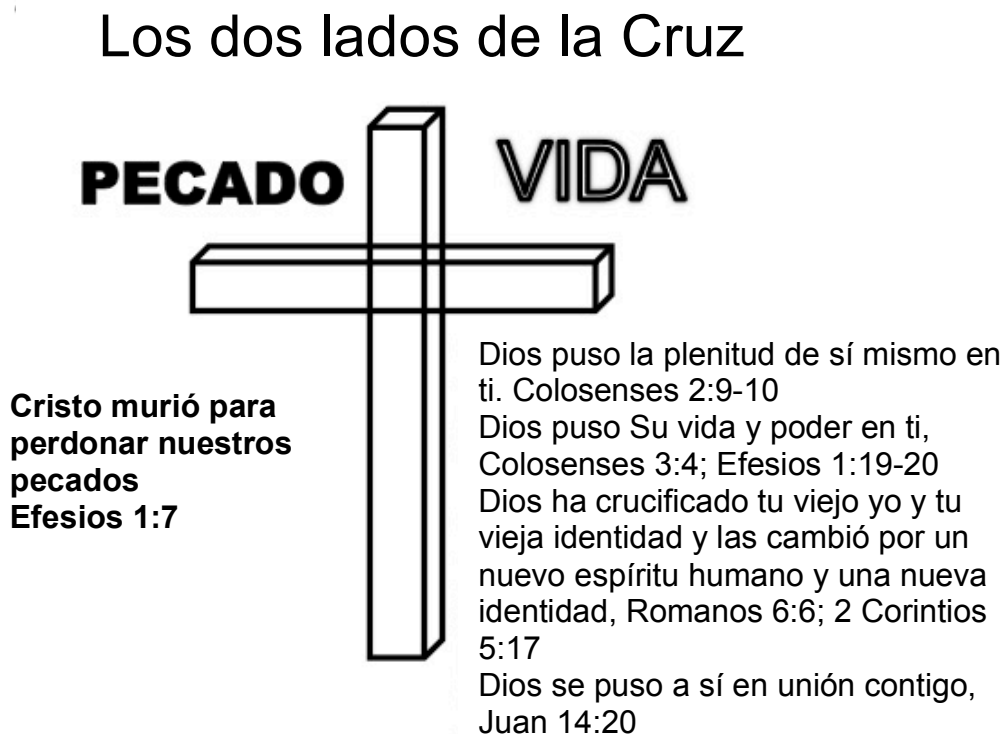 Los dos lados de la Cruz
PECADO
VIDA
Cristo murió para
perdonar nuestros
pecados
Efesios 1:7
Dios puso la plenitud de sí mismo en
ti. Colosenses 2:9-10
Dios puso Su vida y poder en ti,
Colosenses 3:4; Efesios 1:19-20
Dios ha crucificado tu viejo yo y tu
vieja identidad y las cambió por un
nuevo espíritu humano y una nueva
identidad, Romanos 6:6; 2 Corintios
5:17
Dios se puso a sí en unión contigo,
Juan 14:20